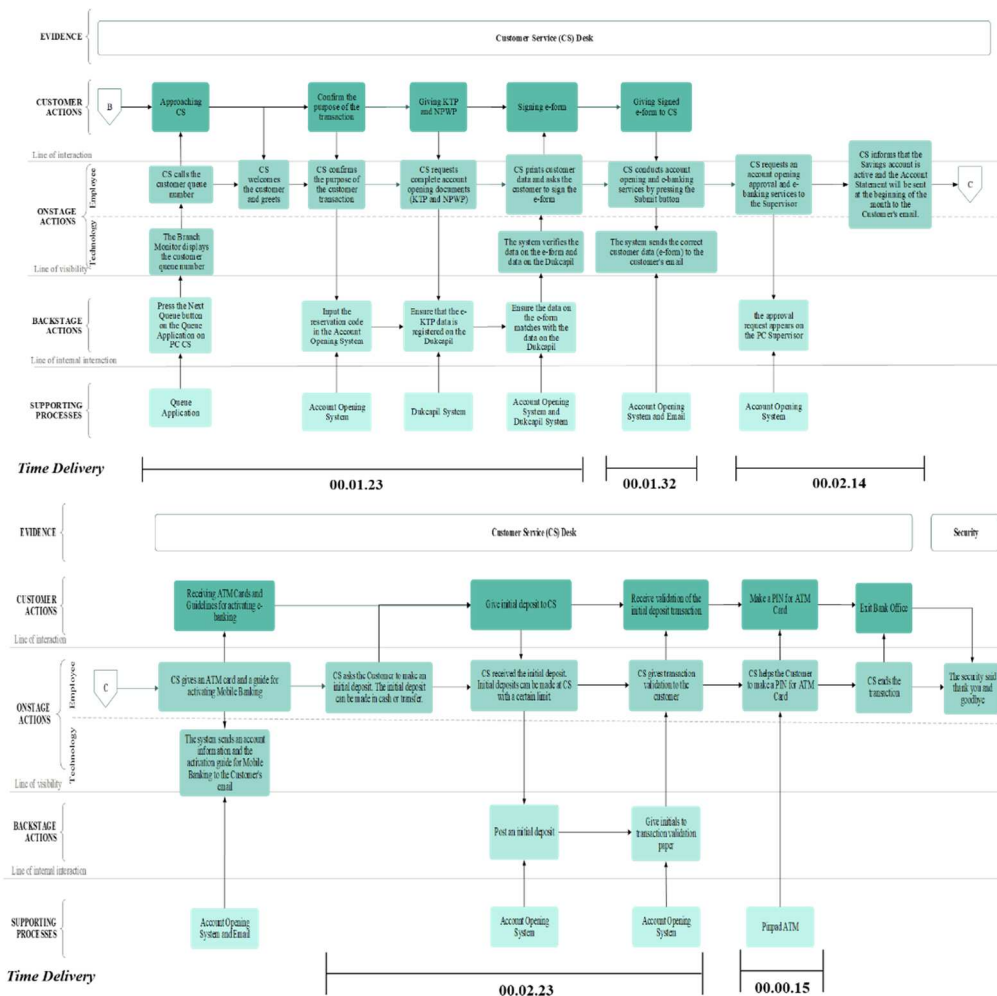 EVIDENCE
Customer Service (CS) Desk
CUSTOMER
ACTIONS
B
Approaching
CS
Confirm the
purpose of the
transaction
Giving KTP
and NPWP
Signing e-form
Giving Signed
e-form to CS
Line of interaction
ONSTAGE
ACTIONS
Employee
Technology
CS calls the
customer queue
number
CS
welcomes
the customer
and greets
CS confirms
the purpose of
the customer
transaction
CS requests
complete account
opening documents
(KTP and NPWP)
CS prints customer
data and asks the
customer to sign the
e-form
CS conducts account
opening and e-banking
services by pressing the
Submit button
CS requests an
account opening
approval and e-
banking services to
the Supervisor
CS informs that the
Savings account is
active and the Account
Statement will be sent
at the beginning of the
month to the
Customer's email.
C
The Branch
Monitor displays
the customer
queue number
The system verifies
the data on the e-form
and data on the
Dukcapil
The system sends the correct
customer data (e-form) to the
customer's email
Line of visibility
BACKSTAGE
ACTIONS
Press the Next
Queue button
on the Queue
Application on
PC CS
Input the
reservation code
in the Account
Opening System
Ensure that the e-
KTP data is
registered on the
Dukcapil
Ensure the data on
the e-form
matches with the
data on the
Dukcapil
the approval
request appears on
the PC Supervisor
Line of internal interaction
SUPPORTING
PROCESSES
Queue
Application
Account Opening
System
Dukcapil System
Account Opening
System and
Dukcapil System
Account Opening
System and Email
Account Opening
System
Time Delivery
00.01.23
00.01.32
00.02.14
EVIDENCE
Customer Service (CS) Desk
Security
CUSTOMER
ACTIONS
Receiving ATM Cards and
Guidelines for activating e-
banking
Give initial deposit to CS
Receive validation of the
initial deposit transaction
Make a PIN for ATM
Card
Exit Bank Office
Line of interaction
ONSTAGE
ACTIONS
Employee
Technology
C
CS gives an ATM card and a guide for
activating Mobile Banking
CS asks the Customer to make an
initial deposit. The initial deposit
can be made in cash or transfer.
CS received the initial deposit.
Initial deposits can be made at CS
with a certain limit.
CS gives transaction
validation to the
customer
CS helps the Customer
to make a PIN for ATM
Card
CS ends the
transaction
The security said
thank you and
goodbye
The system sends an account
information and the
activation guide for Mobile
Banking to the Customer's
email
Line of visibility
BACKSTAGE
ACTIONS
Post an initial deposit
Give initials to
transaction validation
paper
Line of internal interaction
SUPPORTING
PROCESSES
Account Opening
System and Email
Account Opening
System
Account Opening
System
Pinpad ATM
Time Delivery
00.02.23
00.00.15